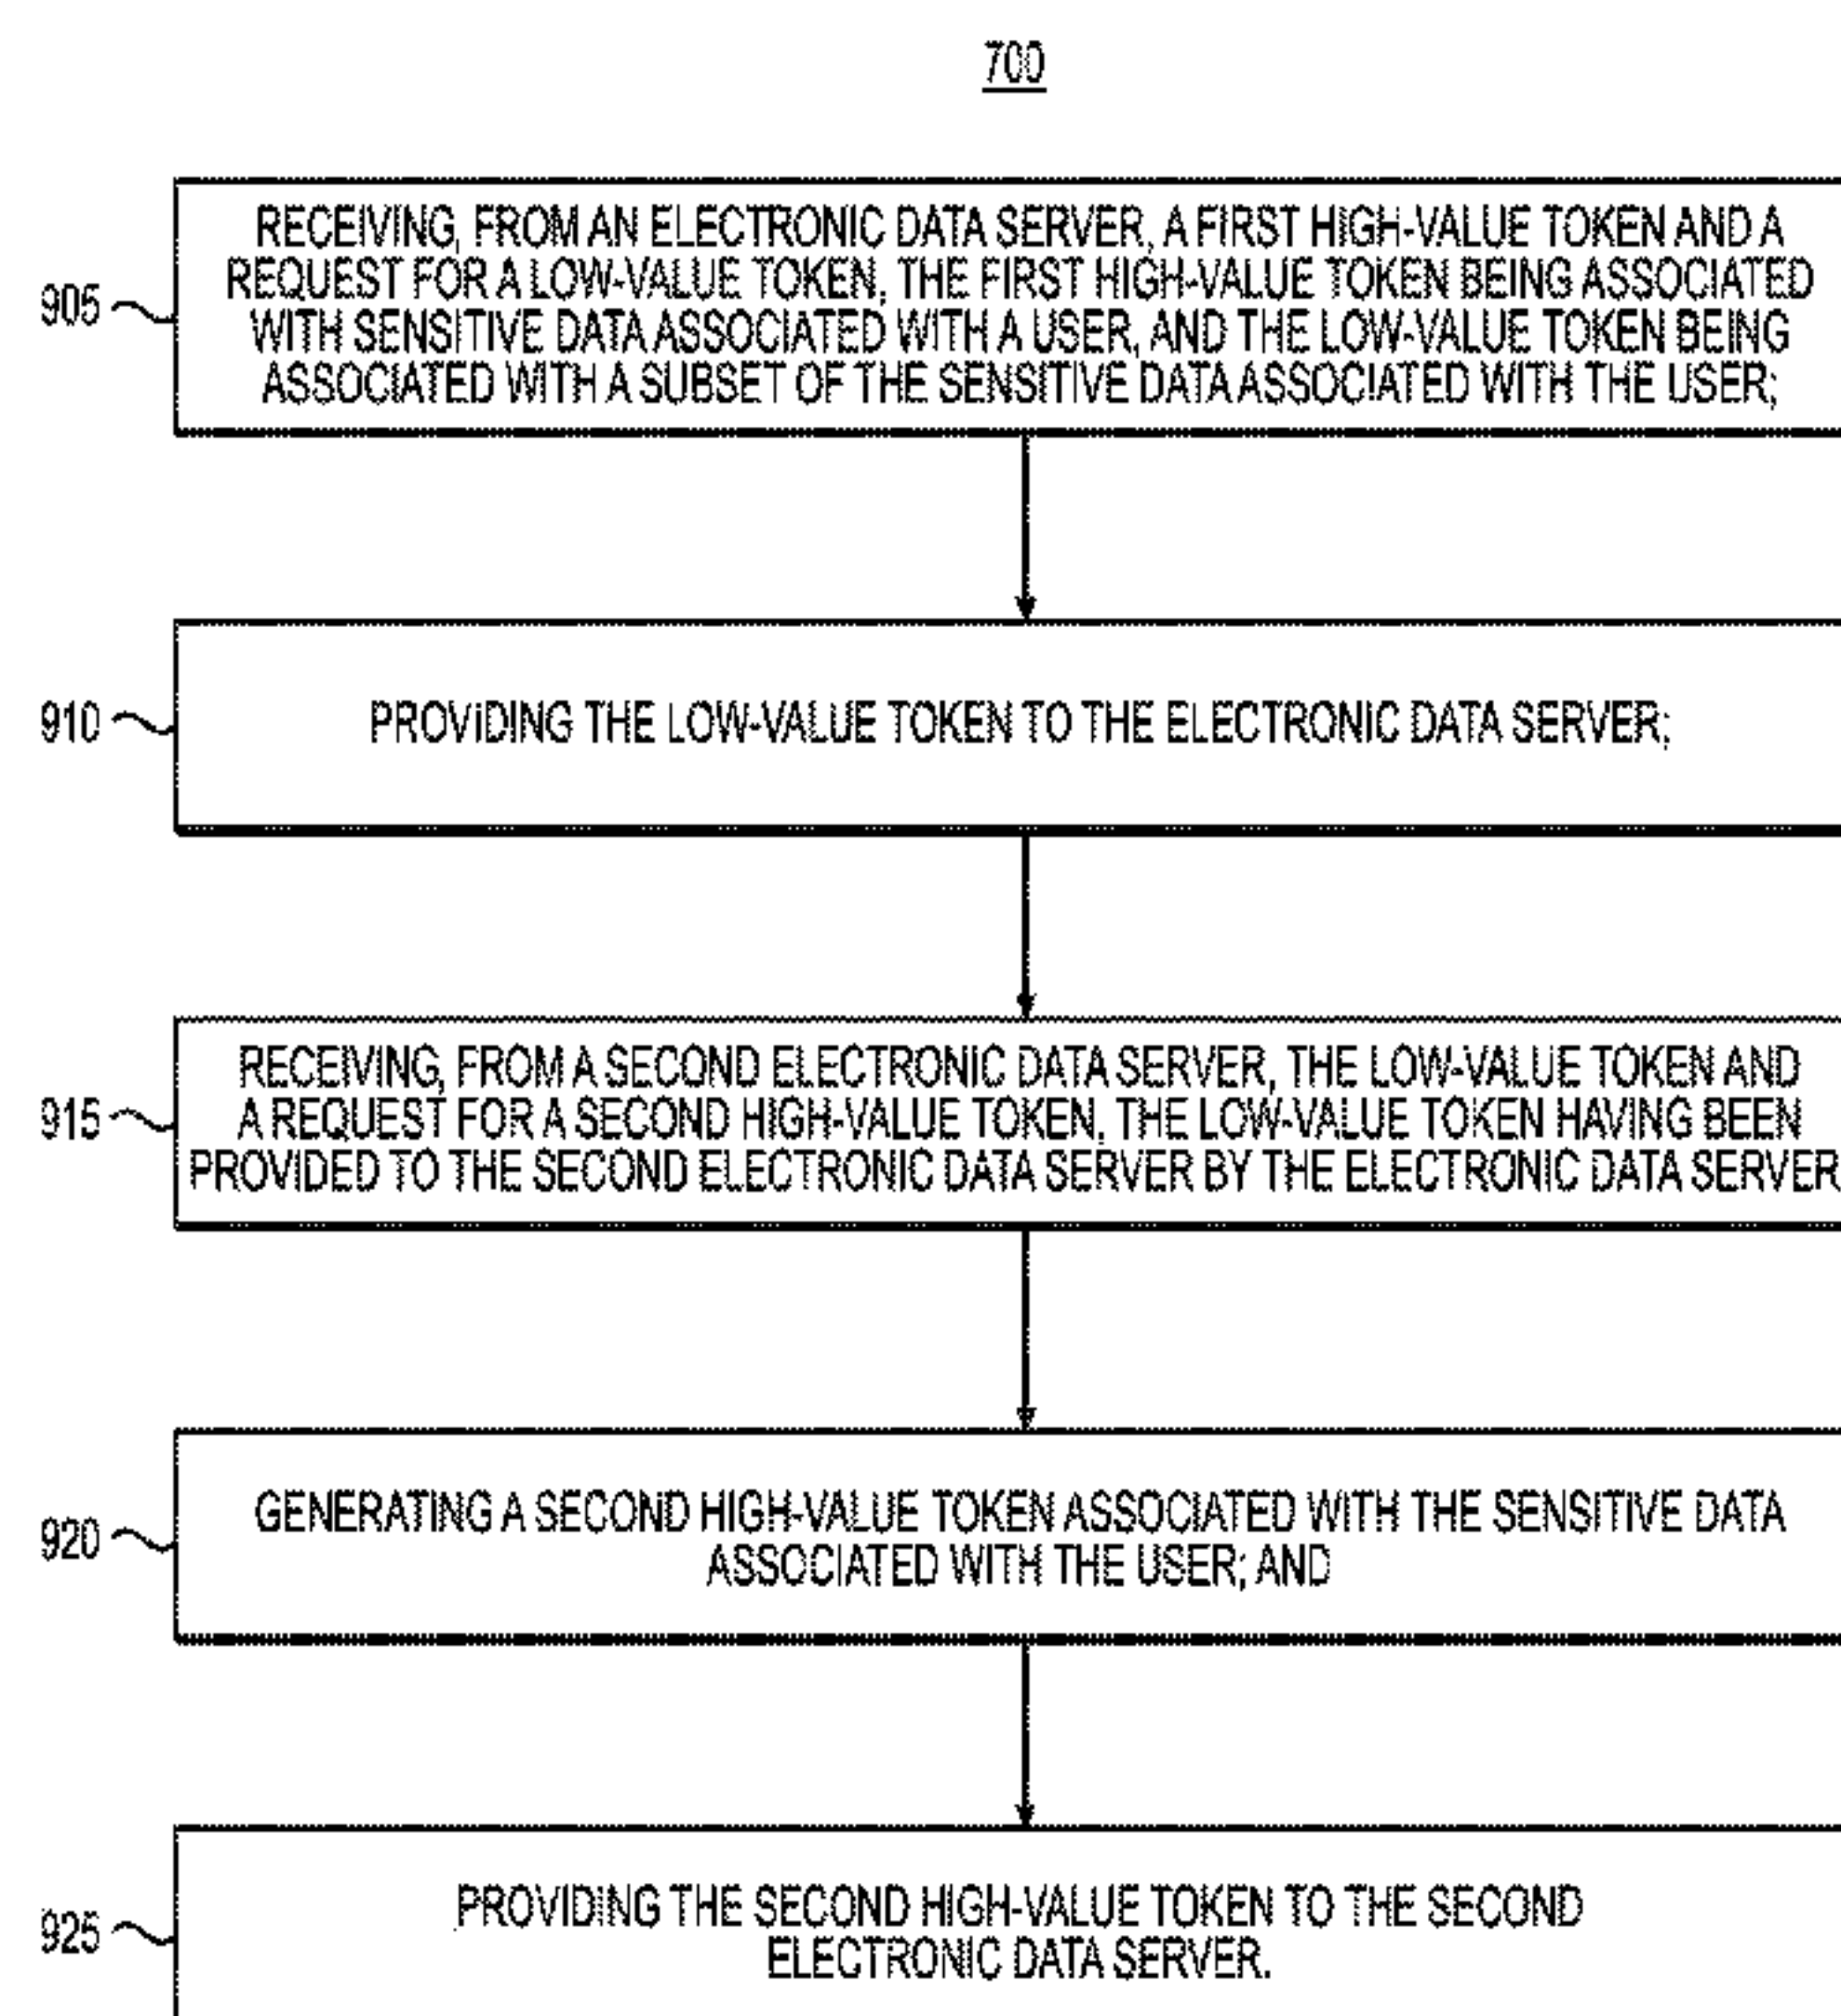 700
905
RECEIVING, FROM AN ELECTRONIC DATA SERVER, A FIRST HIGH-VALUE TOKEN AND A
REQUEST FOR A LOW-VALUE TOKEN, THE FIRST HIGH-VALUE TOKEN BEING ASSOCIATED
WITH SENSITIVE DATA ASSOCIATED WITH A USER, AND THE LOW-VALUE TOKEN BEING
ASSOCIATED WITH A SUBSET OF THE SENSITIVE DATA ASSOCIATED WITH THE USER;
910
PROVIDING THE LOW-VALUE TOKEN TO THE ELECTRONIC DATA SERVER;
915
RECEIVING, FROM A SECOND ELECTRONIC DATA SERVER, THE LOW-VALUE TOKEN AND
A REQUEST FOR A SECOND HIGH-VALUE TOKEN, THE LOW-VALUE TOKEN HAVING BEEN
PROVIDED TO THE SECOND ELECTRONIC DATA SERVER BY THE ELECTRONIC DATA SERVER
920
GENERATING A SECOND HIGH-VALUE TOKEN ASSOCIATED WITH THE SENSITIVE DATA
ASSOCIATED WITH THE USER; AND
925
PROVIDING THE SECOND HIGH-VALUE TOKEN TO THE SECOND
ELECTRONIC DATA SERVER.